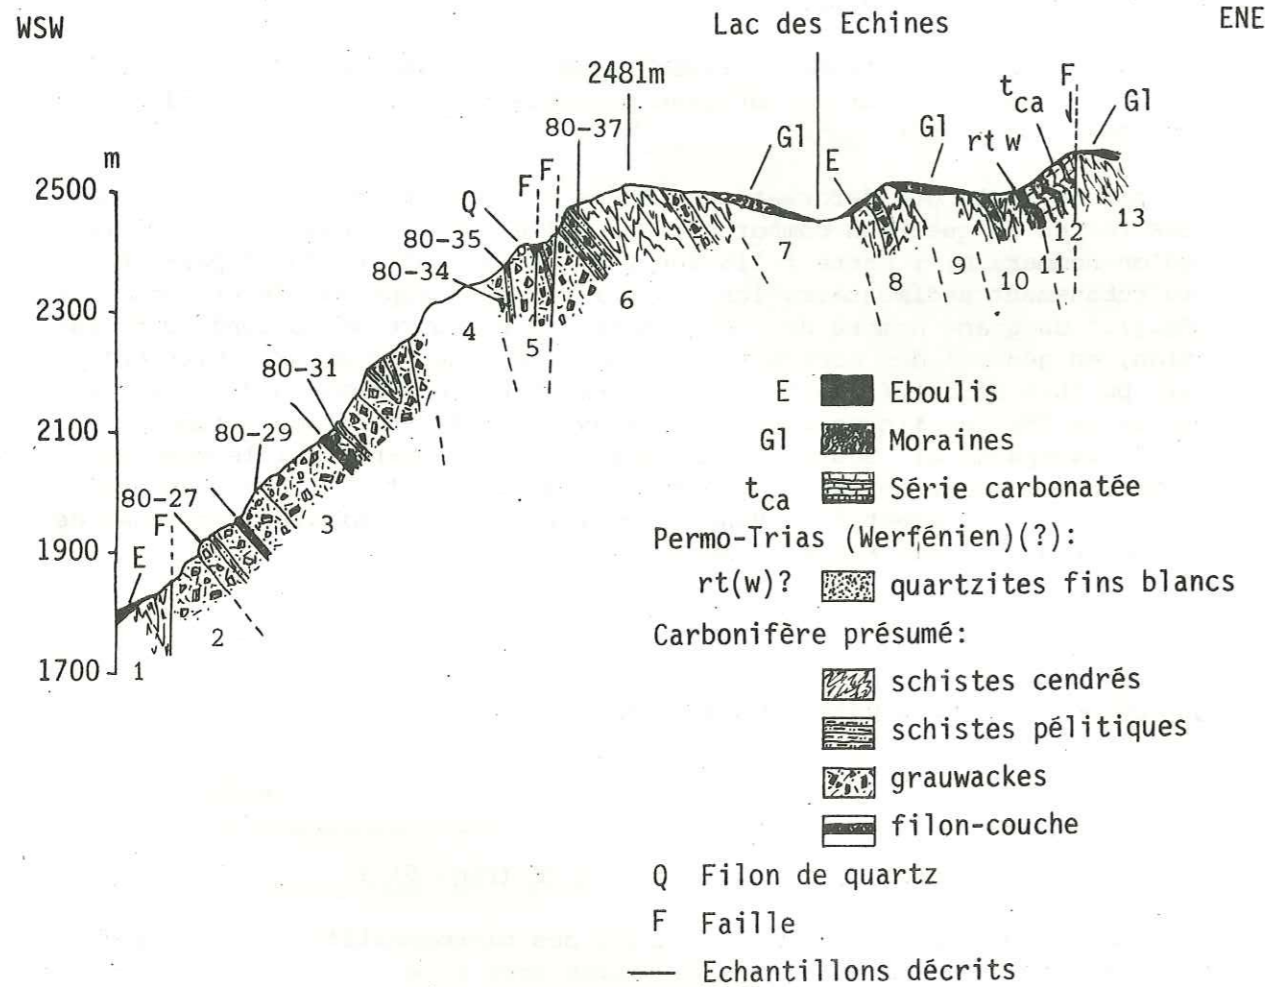 WSW
Lac des Echines
ENE
2481m
F
t
ca
Gl
80-37
Gl
Gl
rt w
E
m
2500
F
F
Q
80-35
80-34
7
8
9
10
11
12
13
6
2300
4
5
80-31
2100
80-29
80-27
3
F
1900
E
2
1700
1
E Eboulis
Gl Moraines
tca Série carbonatée
Permo-Trias (Werfénien)(?):
rt(w)? quartzites fins blancs
Carbonifère présumé:
schistes cendrés
schistes pélitiques
grauwackes
filon-couche
Q Filon de quartz
F Faille
Echantillons décrits